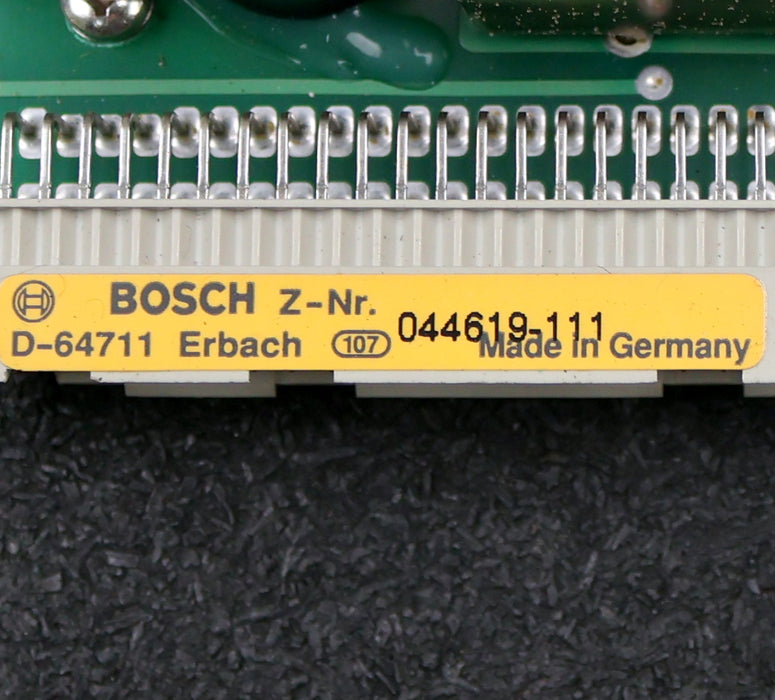 BOSCH Z-Nr. 044619-111
D-64711 Erbach 107 Made in Germany